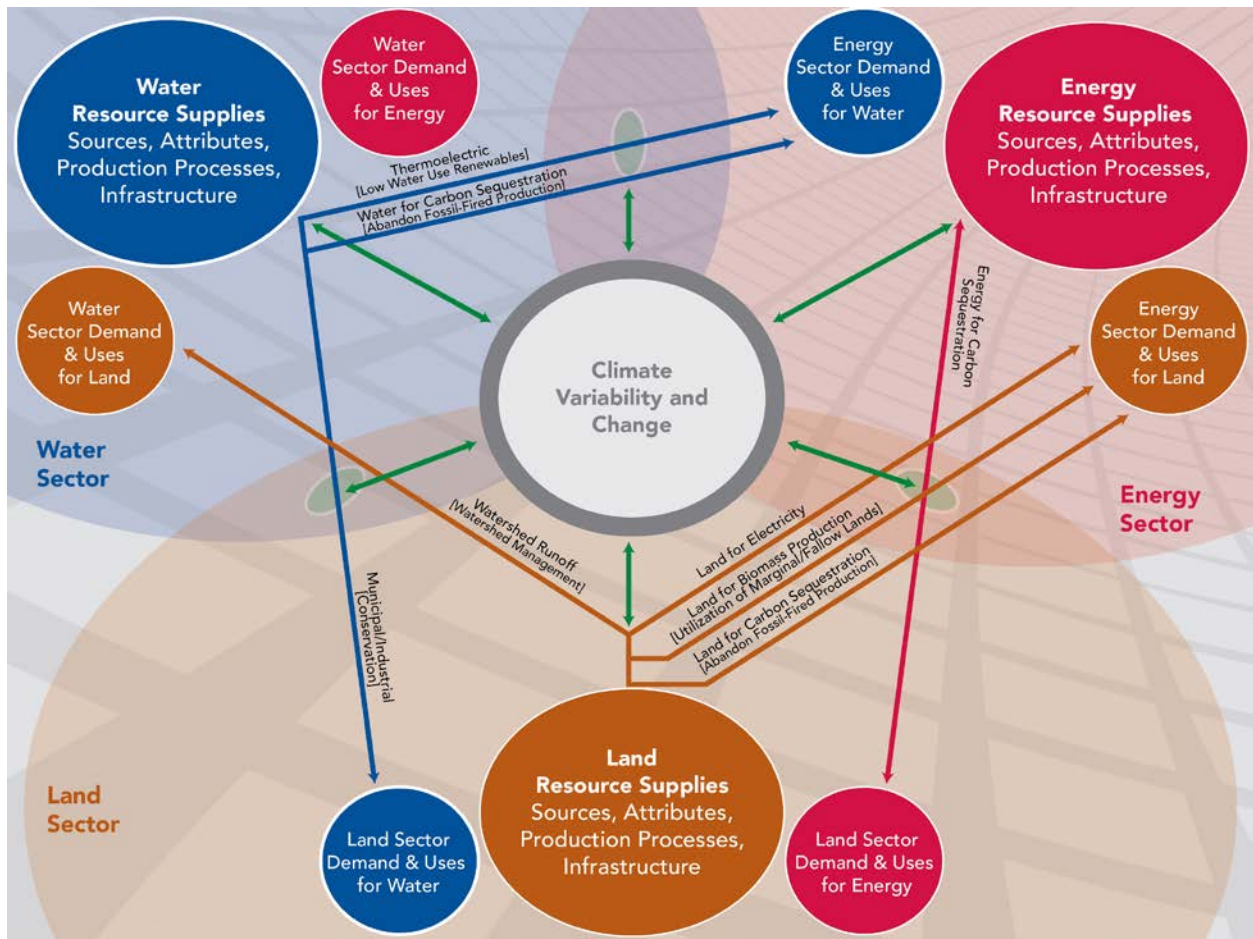 Water
Resource Supplies
Sources, Attributes,
Production Processes,
Infrastructure
Water
Sector Demand
& Uses
for Energy
Energy
Sector Demand
& Uses
for Water
Energy
Resource Supplies
Sources, Attributes,
Production Processes,
Infrastructure
Thermoelectric
[Low Water Use Renewables]
Water for Carbon Sequestration
[Abandon Fossil-Fired Production]
Water
Sector Demand
& Uses
for Land
Energy for Carbon
Sequestration
Energy
Sector Demand
& Uses
for Land
Climate
Variability and
Change
Water
Sector
Energy
Sector
Watershed Runoff
[Watershed Management]
Land for Electricity
Land for Biomass Production
[Utilization of Marginal/Fallow Lands]
Land for Carbon Sequestration
[Abandon Fossil-Fired Production]
Municipal/Industrial
[Conservation]
Land
Sector
Land
Resource Supplies
Sources, Attributes,
Production Processes,
Infrastructure
Land Sector
Demand & Uses
for Water
Land Sector
Demand & Uses
for Energy